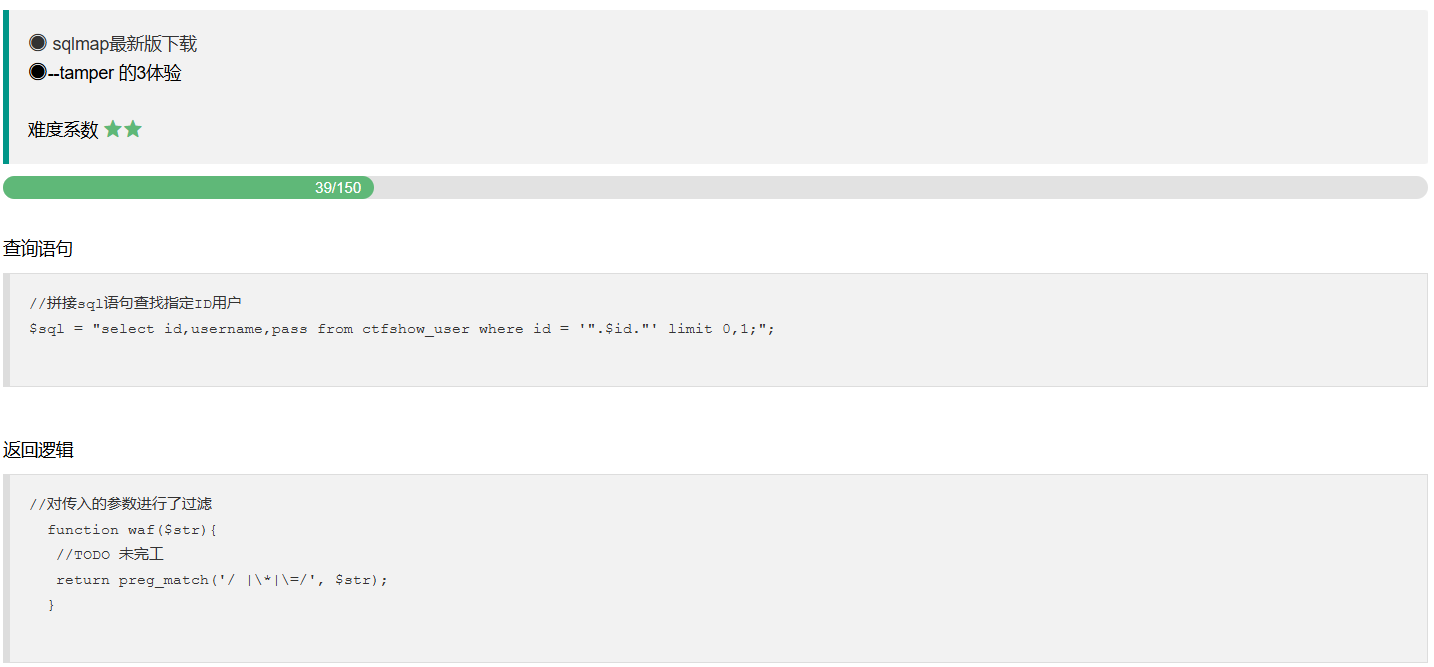 ◉ sqlmap最新版下载
◉--tamper 的3体验
难度系数 ★★
39/150
查询语句
//拼接sql语句查找指定ID用户
$sql = "select id,username,pass from ctfshow_user where id = '".$id."' limit 0,1;";
返回逻辑
//对传入的参数进行了过滤
function waf($str){
//TODO 未完工
return preg_match('/ |\*|\=/', $str);
}